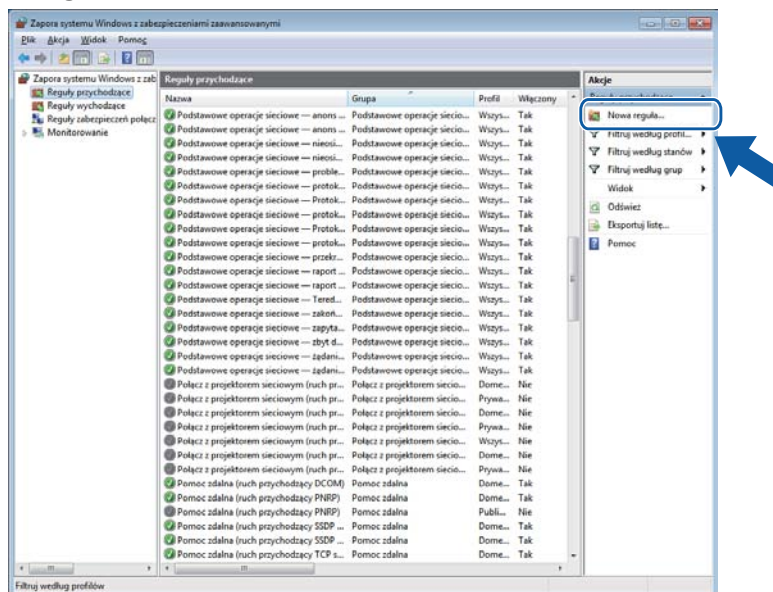 Zapora systemu Windows z zabezpieczeniami zaawansowanymi
Plik Akcja Widok Pomoc
Zapora systemu Windows z zab
Reguły przychodzące
Reguły wychodzące
Reguły zabezpieczeń połącz
Monitorowanie
Reguły przychodzące
Nazwa Grupa Profil Włączony
Podstawowe operacje sieciowe — anons ... Podstawowe operacje siecio... Wszys... Tak
Podstawowe operacje sieciowe — anons ... Podstawowe operacje siecio... Wszys... Tak
Podstawowe operacje sieciowe — nieosi... Podstawowe operacje siecio... Wszys... Tak
Podstawowe operacje sieciowe — nieosi... Podstawowe operacje siecio... Wszys... Tak
Podstawowe operacje sieciowe — proble... Podstawowe operacje siecio... Wszys... Tak
Podstawowe operacje sieciowe — protok... Podstawowe operacje siecio... Wszys... Tak
Podstawowe operacje sieciowe — Protok... Podstawowe operacje siecio... Wszys... Tak
Podstawowe operacje sieciowe — protok... Podstawowe operacje siecio... Wszys... Tak
Podstawowe operacje sieciowe — Protok... Podstawowe operacje siecio... Wszys... Tak
Podstawowe operacje sieciowe — protok... Podstawowe operacje siecio... Wszys... Tak
Podstawowe operacje sieciowe — przekr... Podstawowe operacje siecio... Wszys... Tak
Podstawowe operacje sieciowe — raport ... Podstawowe operacje siecio... Wszys... Tak
Podstawowe operacje sieciowe — raport ... Podstawowe operacje siecio... Wszys... Tak
Podstawowe operacje sieciowe — Tered... Podstawowe operacje siecio... Wszys... Tak
Podstawowe operacje sieciowe — zakoń... Podstawowe operacje siecio... Wszys... Tak
Podstawowe operacje sieciowe — zapyta... Podstawowe operacje siecio... Wszys... Tak
Podstawowe operacje sieciowe — zbyt d... Podstawowe operacje siecio... Wszys... Tak
Podstawowe operacje sieciowe — żądani... Podstawowe operacje siecio... Wszys... Tak
Podstawowe operacje sieciowe — żądani... Podstawowe operacje siecio... Wszys... Tak
Połącz z projektorem sieciowym (ruch pr... Połącz z projektorem siecio... Dome... Nie
Połącz z projektorem sieciowym (ruch pr... Połącz z projektorem siecio... Prywa... Nie
Połącz z projektorem sieciowym (ruch pr... Połącz z projektorem siecio... Dome... Nie
Połącz z projektorem sieciowym (ruch pr... Połącz z projektorem siecio... Prywa... Nie
Połącz z projektorem sieciowym (ruch pr... Połącz z projektorem siecio... Wszys... Nie
Połącz z projektorem sieciowym (ruch pr... Połącz z projektorem siecio... Dome... Nie
Połącz z projektorem sieciowym (ruch pr... Połącz z projektorem siecio... Prywa... Nie
Pomoc zdalna (ruch przychodzący DCOM) Pomoc zdalna Dome... Tak
Pomoc zdalna (ruch przychodzący PNRP) Pomoc zdalna Dome... Tak
Pomoc zdalna (ruch przychodzący PNRP) Pomoc zdalna Publi... Nie
Pomoc zdalna (ruch przychodzący SSDP ... Pomoc zdalna Dome... Tak
Pomoc zdalna (ruch przychodzący SSDP ... Pomoc zdalna Dome... Tak
Pomoc zdalna (ruch przychodzący TCP s... Pomoc zdalna Dome... Tak
Akcje
Nowa reguła...
Filtruj według profil...
Filtruj według stanów
Filtruj według grup
Widok
Odśwież
Eksportuj listę...
Pomoc
Filtruj według profilów